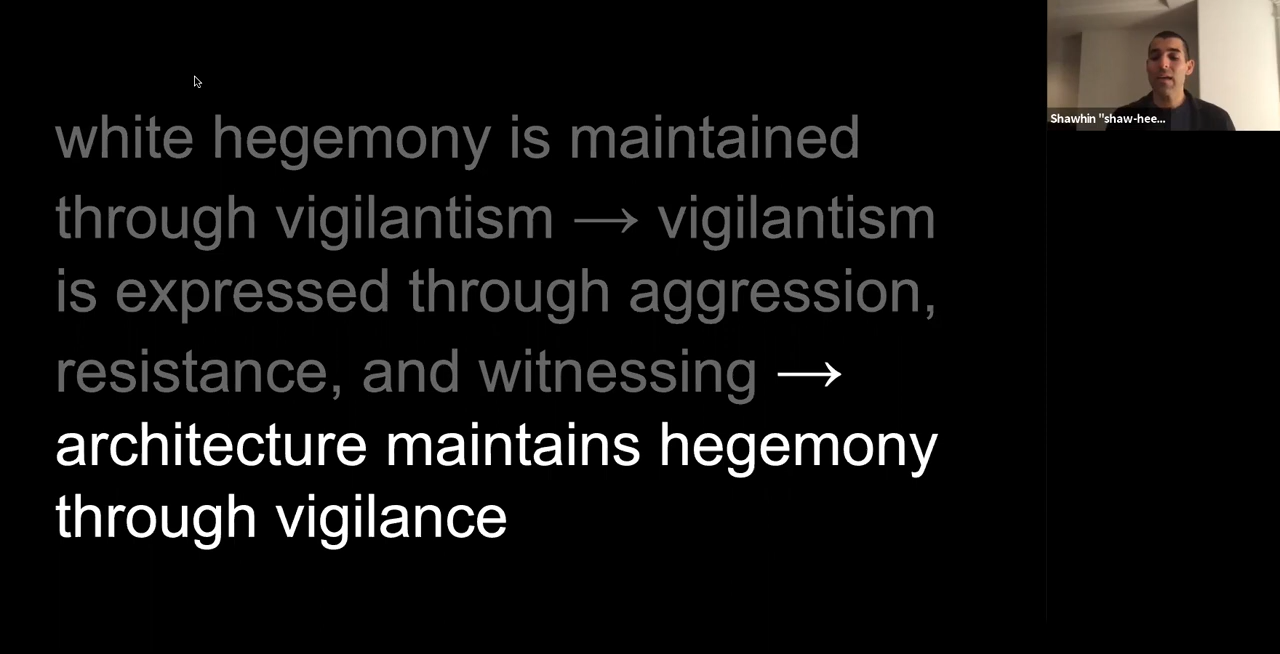 white hegemony is maintained
through vigilantism → vigilantism
is expressed through aggression,
resistance, and witnessing →
architecture maintains hegemony
through vigilance
Shawhin "shaw-hee...